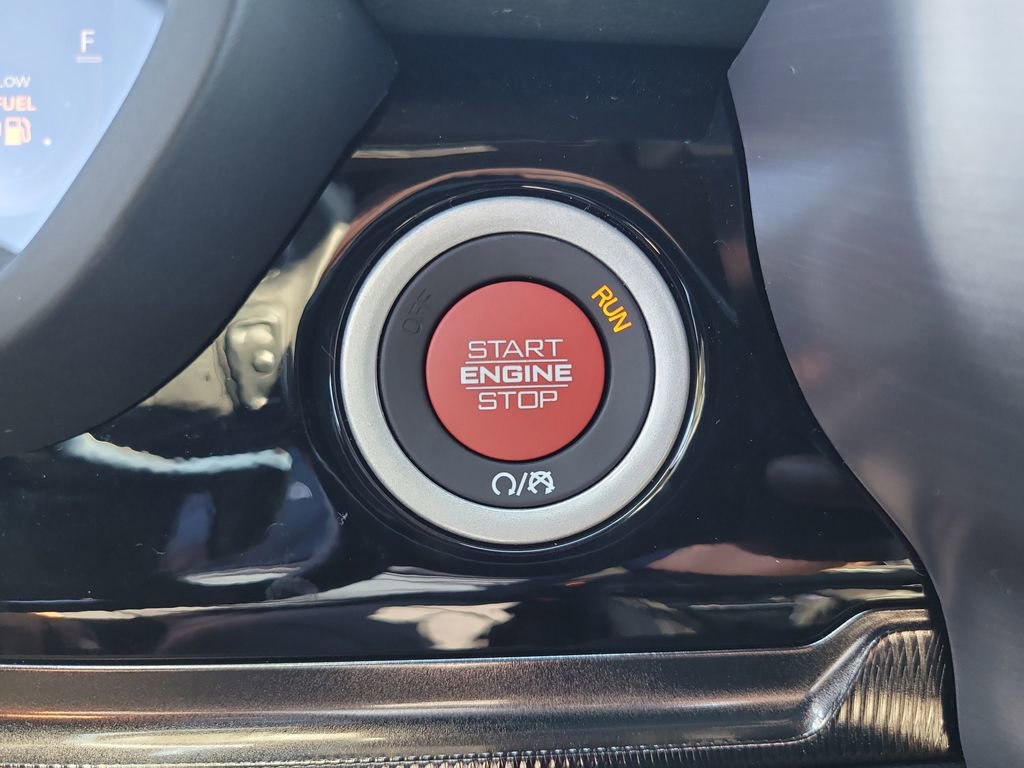 F
LOW
FUEL
OFF
RUN
START
ENGINE
STOP